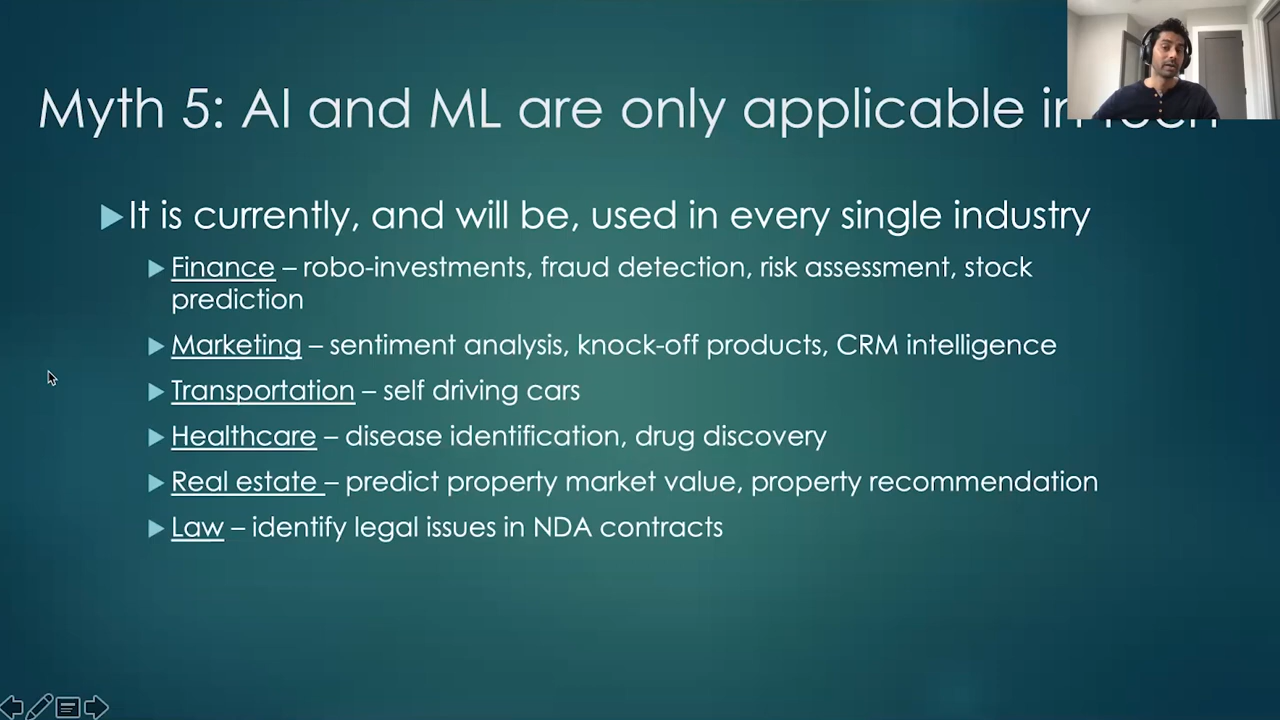 Myth 5: AI and ML are only applicable in
It is currently, and will be, used in every single industry
Finance – robo-investments, fraud detection, risk assessment, stock
prediction
Marketing – sentiment analysis, knock-off products, CRM intelligence
Transportation – self driving cars
Healthcare – disease identification, drug discovery
Real estate – predict property market value, property recommendation
Law – identify legal issues in NDA contracts